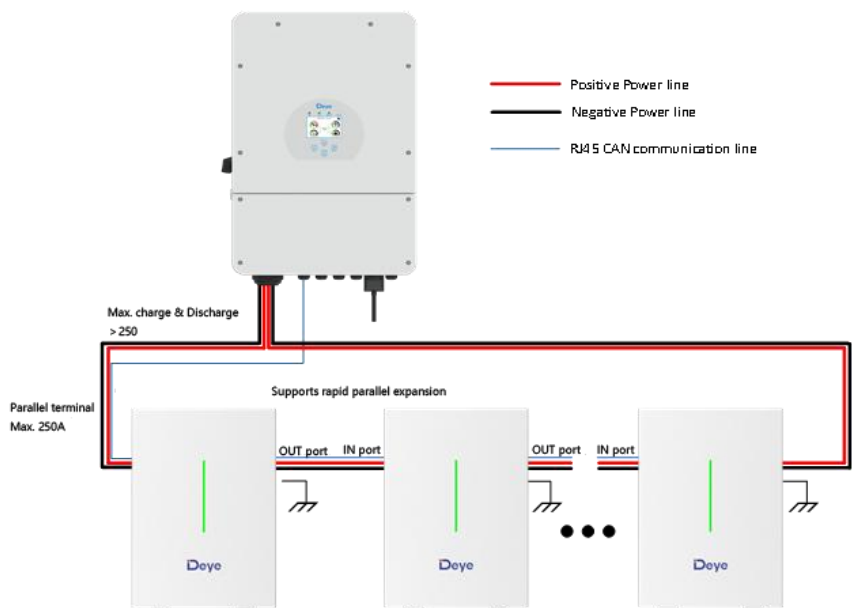 Deye
Positive Power line
Negative Power line
RJ45 CAN communication line
Max. charge & Discharge
> 250
Supports rapid parallel expansion
Parallel terminal
Max. 250A
OUT port
IN port
OUT port
IN port
Deye
Deye
Deye